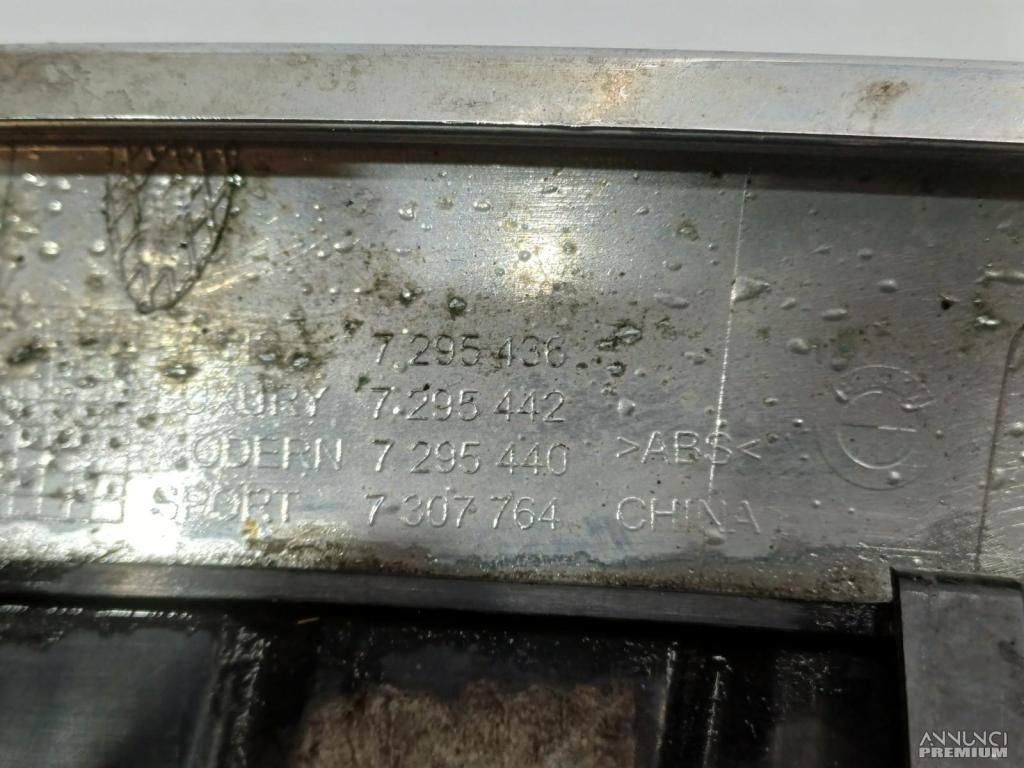 7 295 436
LUXURY 7 295 442
MODERN 7 295 440 >ABS<
SPORT 7 307 764 CHINA
ANNUNCI
PREMIUM